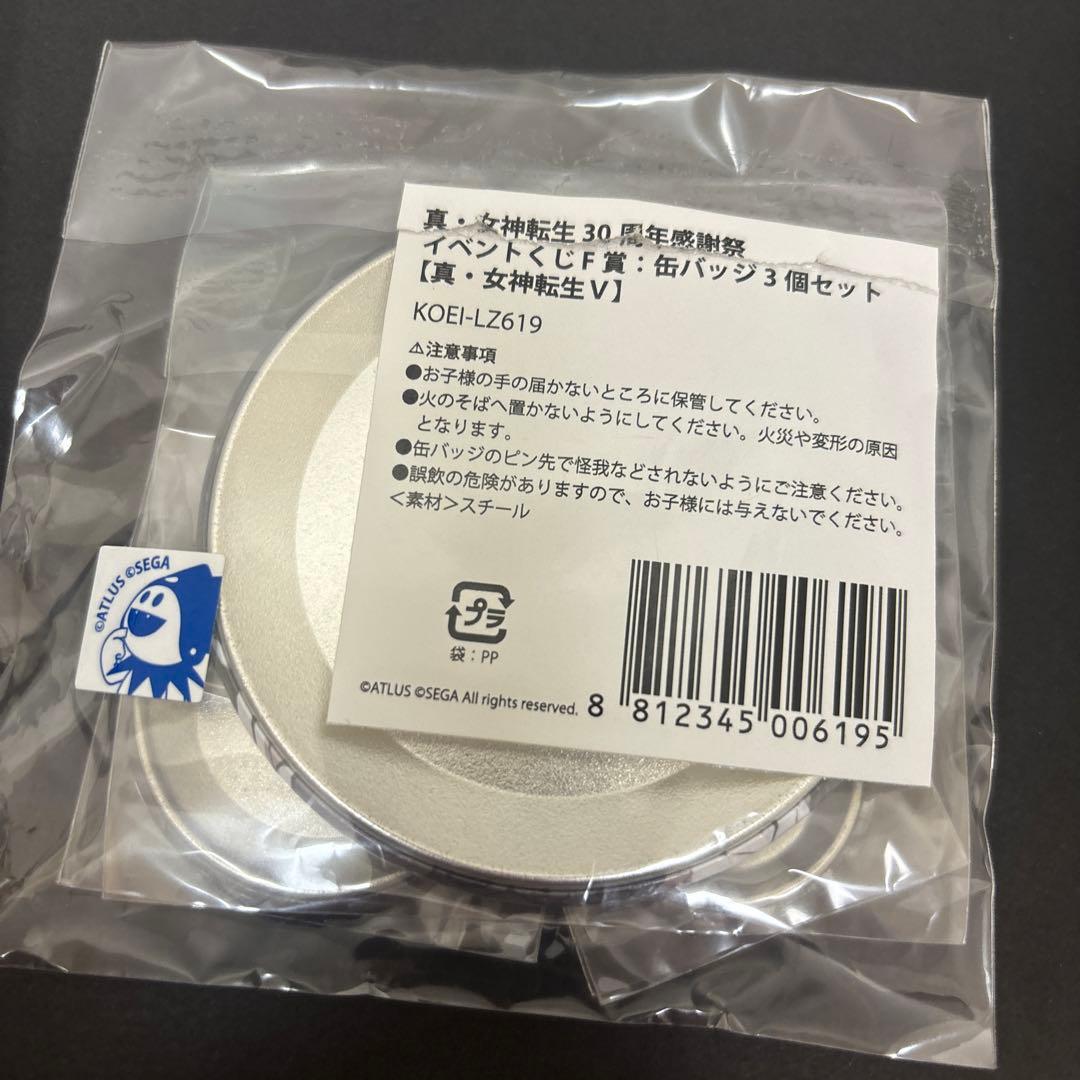 真・女神転生 30 周年感謝祭
イベントくじ F 賞：缶バッジ 3 個セット
【真・女神転生Ⅴ】
KOEI-LZ619
⚠注意事項
●お子様の手の届かないところに保管してください。
●火のそばへ置かないようにしてください。火災や変形の原因
となります。
●缶バッジのピン先で怪我などされないようにご注意ください。
●誤飲の危険がありますので、お子様には与えないでください。
＜素材＞スチール
プラ
袋：PP
©ATLUS ©SEGA All rights reserved.
8 812345 006195
©ATLUS ©SEGA